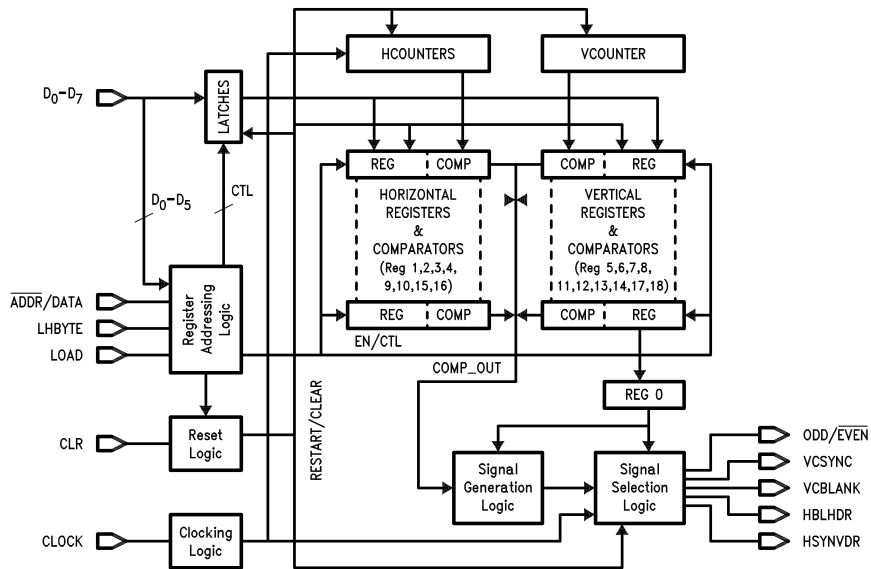 HCOUNTERS
VCOUNTER
D0-D7
LATCHES
REG
COMP
COMP
REG
D0-D5
CTL
HORIZONTAL
REGISTERS
&
COMPARATORS
(Reg 1,2,3,4,
9,10,15,16)
VERTICAL
REGISTERS
&
COMPARATORS
(Reg 5,6,7,8,
11,12,13,14,17,18)
ADDR/DATA
LHBYTE
LOAD
Register
Addressing
Logic
REG
COMP
COMP
REG
EN/CTL
COMP_OUT
REG 0
RESTART/CLEAR
CLR
Reset
Logic
Signal
Generation
Logic
Signal
Selection
Logic
ODD/EVEN
VCSYNC
VCBLANK
HBLHDR
HSYNVDR
CLOCK
Clocking
Logic